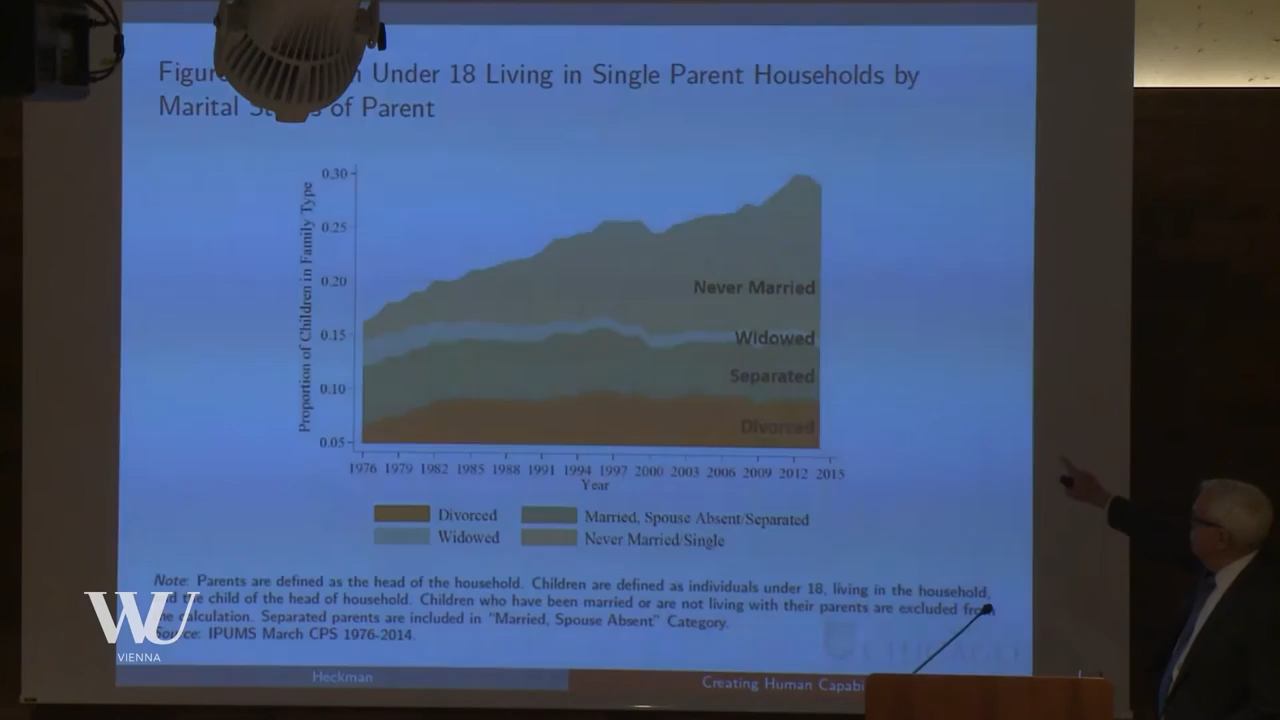 Under 18 Living in Single Parent Households by
Marital of Parent
Proportion of Children in Family Type
0.30
0.25
0.20
0.15
0.10
0.05
Never Married
Widowed
Separated
Divorced
1976 1979 1982 1985 1988 1991 1994 1997 2000 2003 2006 2009 2012 2015
Year
Divorced Married, Spouse Absent/Separated
Widowed Never Married/Single
Note: Parents are defined as the head of the household. Children are defined as individuals under 18, living in the household,
the child of the head of household. Children who have been married or are not living with their parents are excluded
calculation. Separated parents are included in "Married, Spouse Absent" Category.
IPUMS March CPS 1976-2014.
WU
VIENNA
Heckman
Creating Human